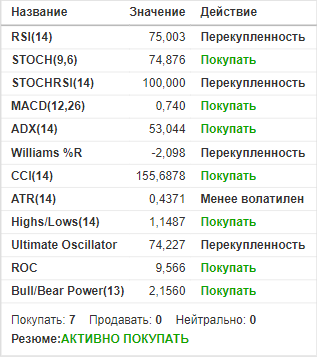 Название Значение Действие
RSI(14) 75,003 Перекупленность
STOCH(9,6) 74,876 Покупать
STOCHRSI(14) 100,000 Перекупленность
MACD(12,26) 0,740 Покупать
ADX(14) 53,044 Покупать
Williams %R -2,098 Перекупленность
CCI(14) 155,6878 Покупать
ATR(14) 0,4371 Менее волатилен
Highs/Lows(14) 1,1487 Покупать
Ultimate Oscillator 74,227 Перекупленность
ROC 9,566 Покупать
Bull/Bear Power(13) 2,1560 Покупать
Покупать: 7 Продавать: 0 Нейтрально: 0
Резюме:АКТИВНО ПОКУПАТЬ